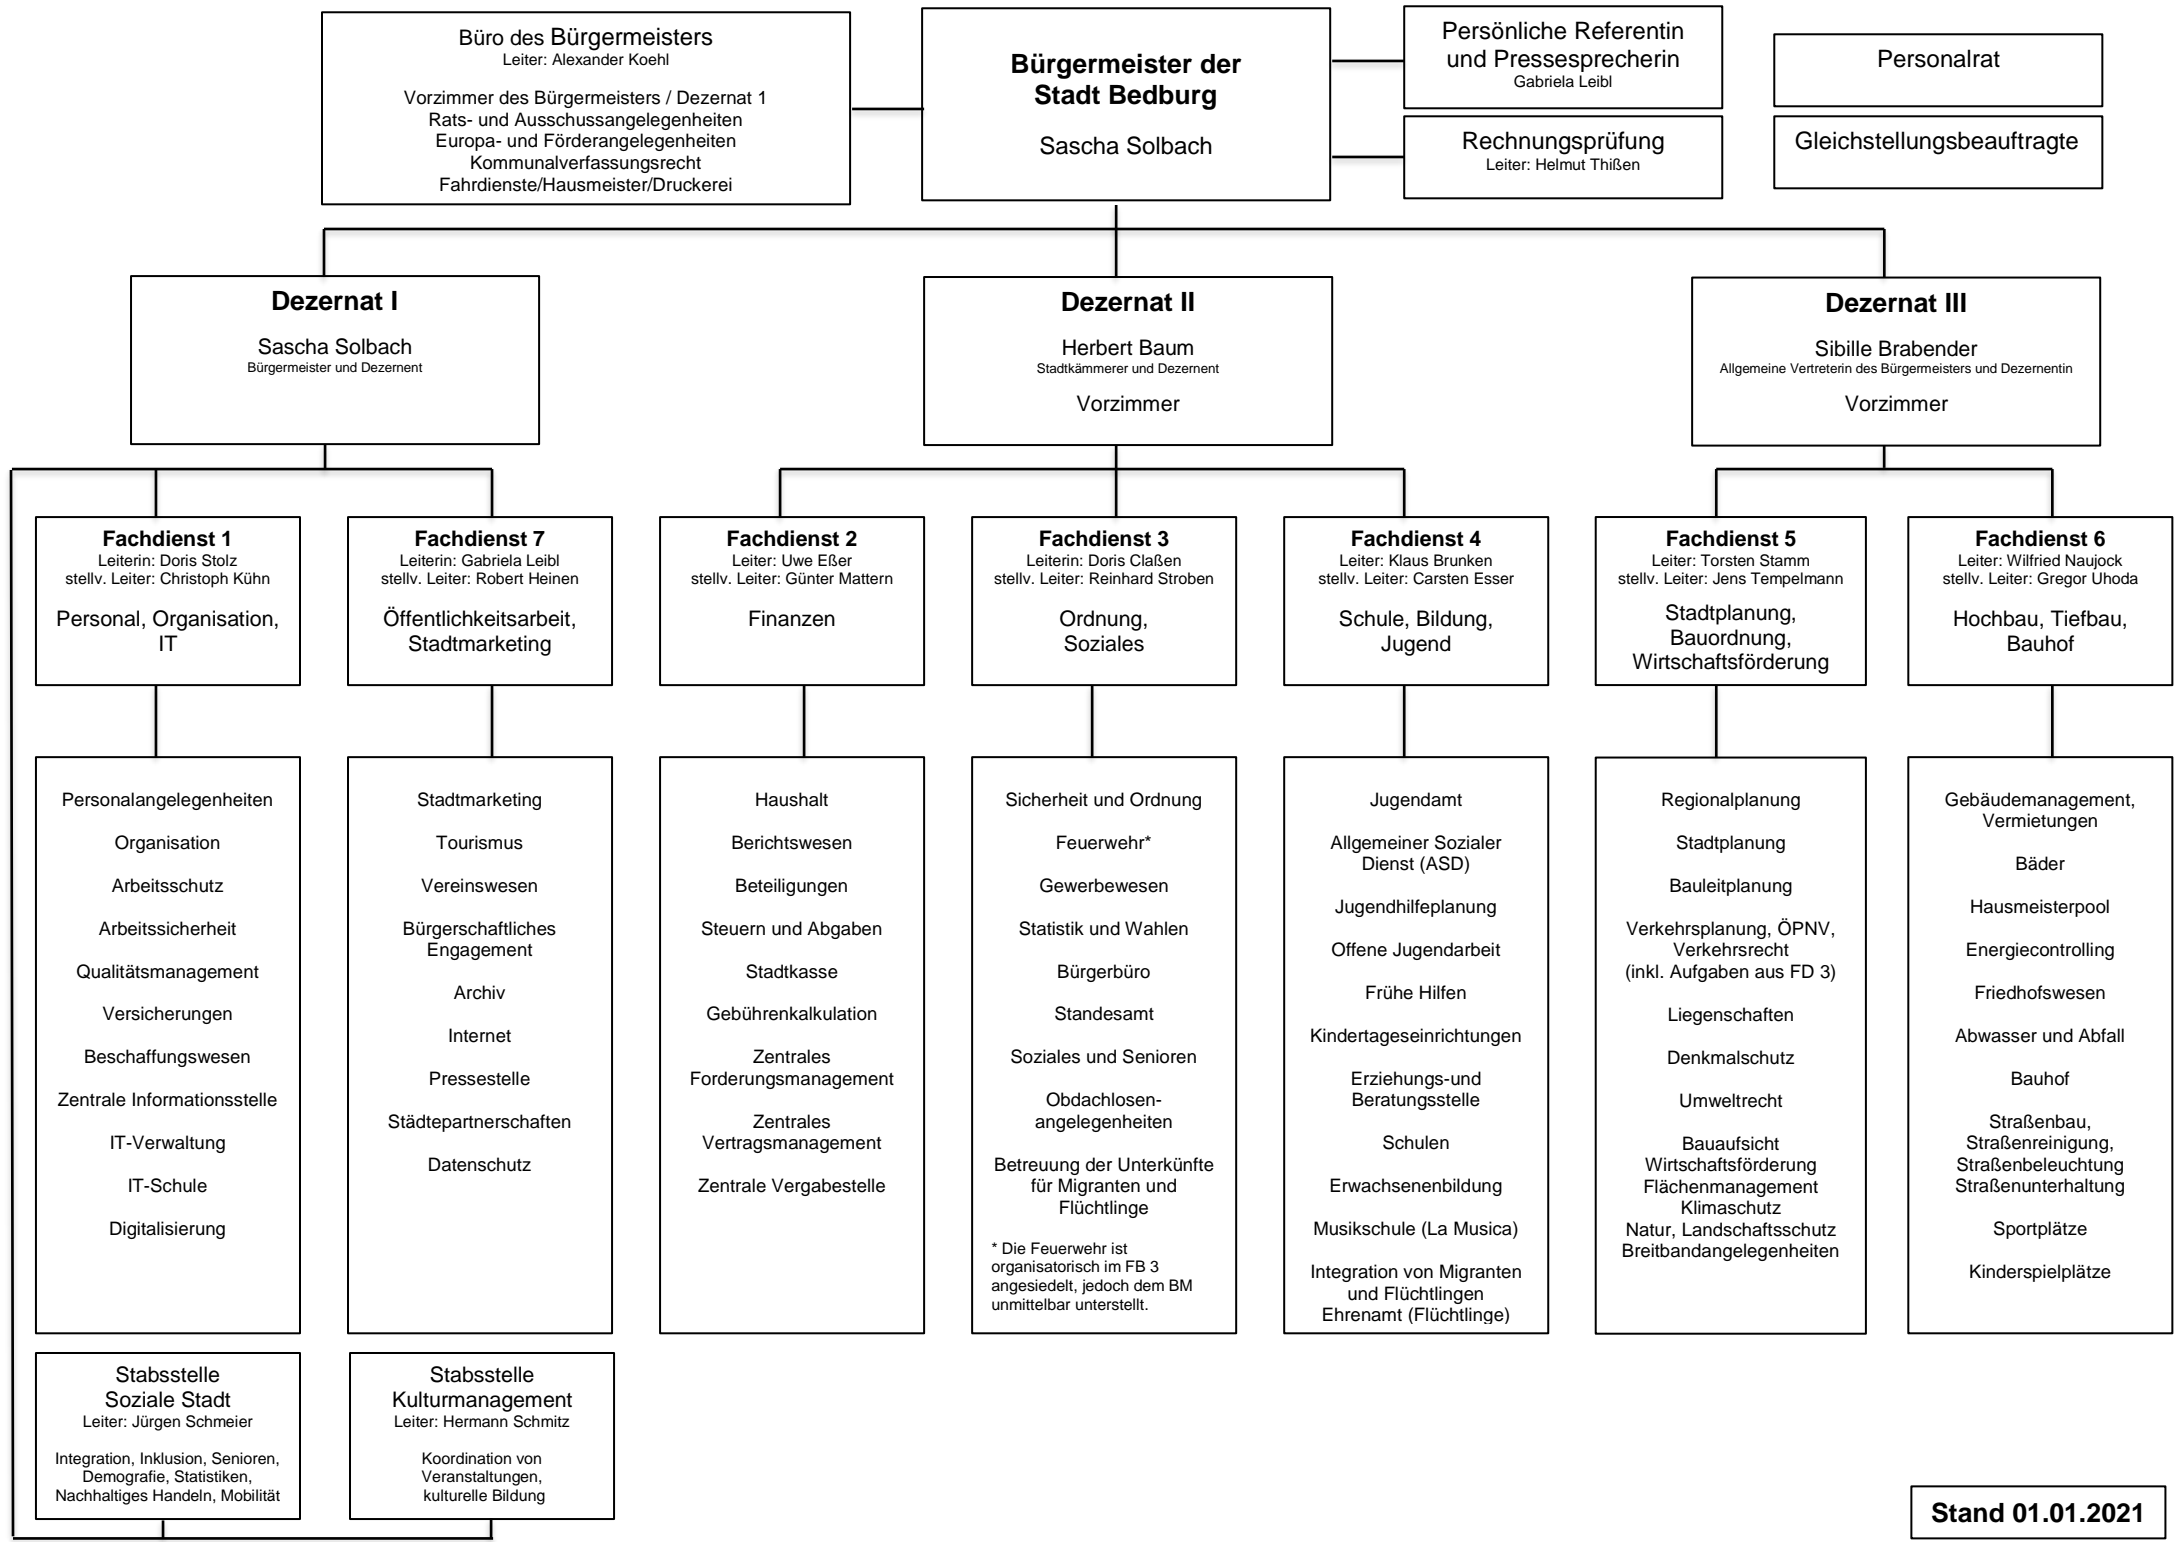 Büro des Bürgermeisters
Leiter: Alexander Koehl
Vorzimmer des Bürgermeisters / Dezernat 1
Rats- und Ausschussangelegenheiten
Europa- und Förderangelegenheiten
Kommunalverfassungsrecht
Fahrdienste/Hausmeister/Druckerei
Bürgermeister der
Stadt Bedburg
Sascha Solbach
Persönliche Referentin
und Pressesprecherin
Gabriela Leibl
Rechnungsprüfung
Leiter: Helmut Thißen
Personalrat
Gleichstellungsbeauftragte
Dezernat I
Sascha Solbach
Bürgermeister und Dezernent
Dezernat II
Herbert Baum
Stadtkämmerer und Dezernent
Vorzimmer
Dezernat III
Sibille Brabender
Allgemeine Vertreterin des Bürgermeisters und Dezernentin
Vorzimmer
Fachdienst 1
Leiterin: Doris Stolz
stellv. Leiter: Christoph Kühn
Personal, Organisation,
IT
Fachdienst 7
Leiterin: Gabriela Leibl
stellv. Leiter: Robert Heinen
Öffentlichkeitsarbeit,
Stadtmarketing
Fachdienst 2
Leiter: Uwe Eßer
stellv. Leiter: Günter Mattern
Finanzen
Fachdienst 3
Leiterin: Doris Claßen
stellv. Leiter: Reinhard Stroben
Ordnung,
Soziales
Fachdienst 4
Leiter: Klaus Brunken
stellv. Leiter: Carsten Esser
Schule, Bildung,
Jugend
Fachdienst 5
Leiter: Torsten Stamm
stellv. Leiter: Jens Tempelmann
Stadtplanung,
Bauordnung,
Wirtschaftsförderung
Fachdienst 6
Leiter: Wilfried Naujock
stellv. Leiter: Gregor Uhoda
Hochbau, Tiefbau,
Bauhof
Personalangelegenheiten
Organisation
Arbeitsschutz
Arbeitssicherheit
Qualitätsmanagement
Versicherungen
Beschaffungswesen
Zentrale Informationsstelle
IT-Verwaltung
IT-Schule
Digitalisierung
Stadtmarketing
Tourismus
Vereinswesen
Bürgerschaftliches
Engagement
Archiv
Internet
Pressestelle
Städtepartnerschaften
Datenschutz
Haushalt
Berichtswesen
Beteiligungen
Steuern und Abgaben
Stadtkasse
Gebührenkalkulation
Zentrales
Forderungsmanagement
Zentrales
Vertragsmanagement
Zentrale Vergabestelle
Sicherheit und Ordnung
Feuerwehr*
Gewerbewesen
Statistik und Wahlen
Bürgerbüro
Standesamt
Soziales und Senioren
Obdachlosen-
angelegenheiten
Betreuung der Unterkünfte
für Migranten und
Flüchtlinge
* Die Feuerwehr ist
organisatorisch im FB 3
angesiedelt, jedoch dem BM
unmittelbar unterstellt.
Jugendamt
Allgemeiner Sozialer
Dienst (ASD)
Jugendhilfeplanung
Offene Jugendarbeit
Frühe Hilfen
Kindertageseinrichtungen
Erziehungs-und
Beratungsstelle
Schulen
Erwachsenenbildung
Musikschule (La Musica)
Integration von Migranten
und Flüchtlingen
Ehrenamt (Flüchtlinge)
Regionalplanung
Stadtplanung
Bauleitplanung
Verkehrsplanung, ÖPNV,
Verkehrsrecht
(inkl. Aufgaben aus FD 3)
Liegenschaften
Denkmalschutz
Umweltrecht
Bauaufsicht
Wirtschaftsförderung
Flächenmanagement
Klimaschutz
Natur, Landschaftsschutz
Breitbandangelegenheiten
Gebäudemanagement,
Vermietungen
Bäder
Hausmeisterpool
Energiecontrolling
Friedhofswesen
Abwasser und Abfall
Bauhof
Straßenbau,
Straßenreinigung,
Straßenbeleuchtung
Straßenunterhaltung
Sportplätze
Kinderspielplätze
Stabsstelle
Soziale Stadt
Leiter: Jürgen Schmeier
Integration, Inklusion, Senioren,
Demografie, Statistiken,
Nachhaltiges Handeln, Mobilität
Stabsstelle
Kulturmanagement
Leiter: Hermann Schmitz
Koordination von
Veranstaltungen,
kulturelle Bildung
Stand 01.01.2021